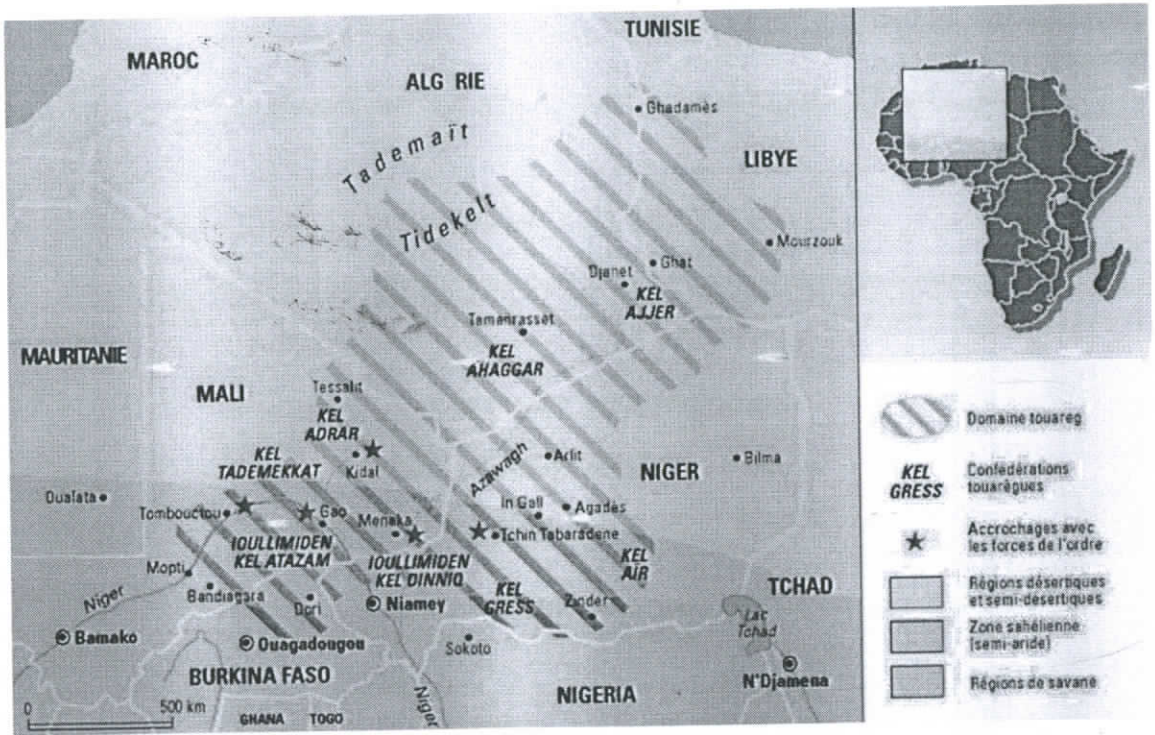 MAROC
TUNISIE
ALG RIE
Ghadamès
Tademaït
LIBYE
Tidekelt
Mourzouk
Ghat
Djanet
KEL
AJJER
Tamanrasset
KEL
AHAGGAR
MAURITANIE
MALI
Tessalit
KEL
ADRAR
KEL
TADEMEKKAT
Kidal
Azawagh
Arlit
NIGER
Bilma
Oualata
Tombouctou
Gao
Menaka
In Gall
Agadès
Tchin Tabaradene
IOULLIMIDEN
KEL ATAZAM
IOULLIMIDEN
KEL DINNIQ
KEL
AÏR
Mopti
Niger
Bandiagara
Dori
Niamey
KEL
GRESS
Zinder
TCHAD
Lac
Tchad
Bamako
Ouagadougou
Sokoto
BURKINA FASO
Niger
NIGERIA
N'Djamena
0
500 km
GHANA
TOGO
Domaine touareg
KEL
GRESS
Confédérations
touarègues
Accrochages avec
les forces de l'ordre
Régions désertiques
et semi-désertiques
Zone sahélienne
(semi-aride)
Régions de savane